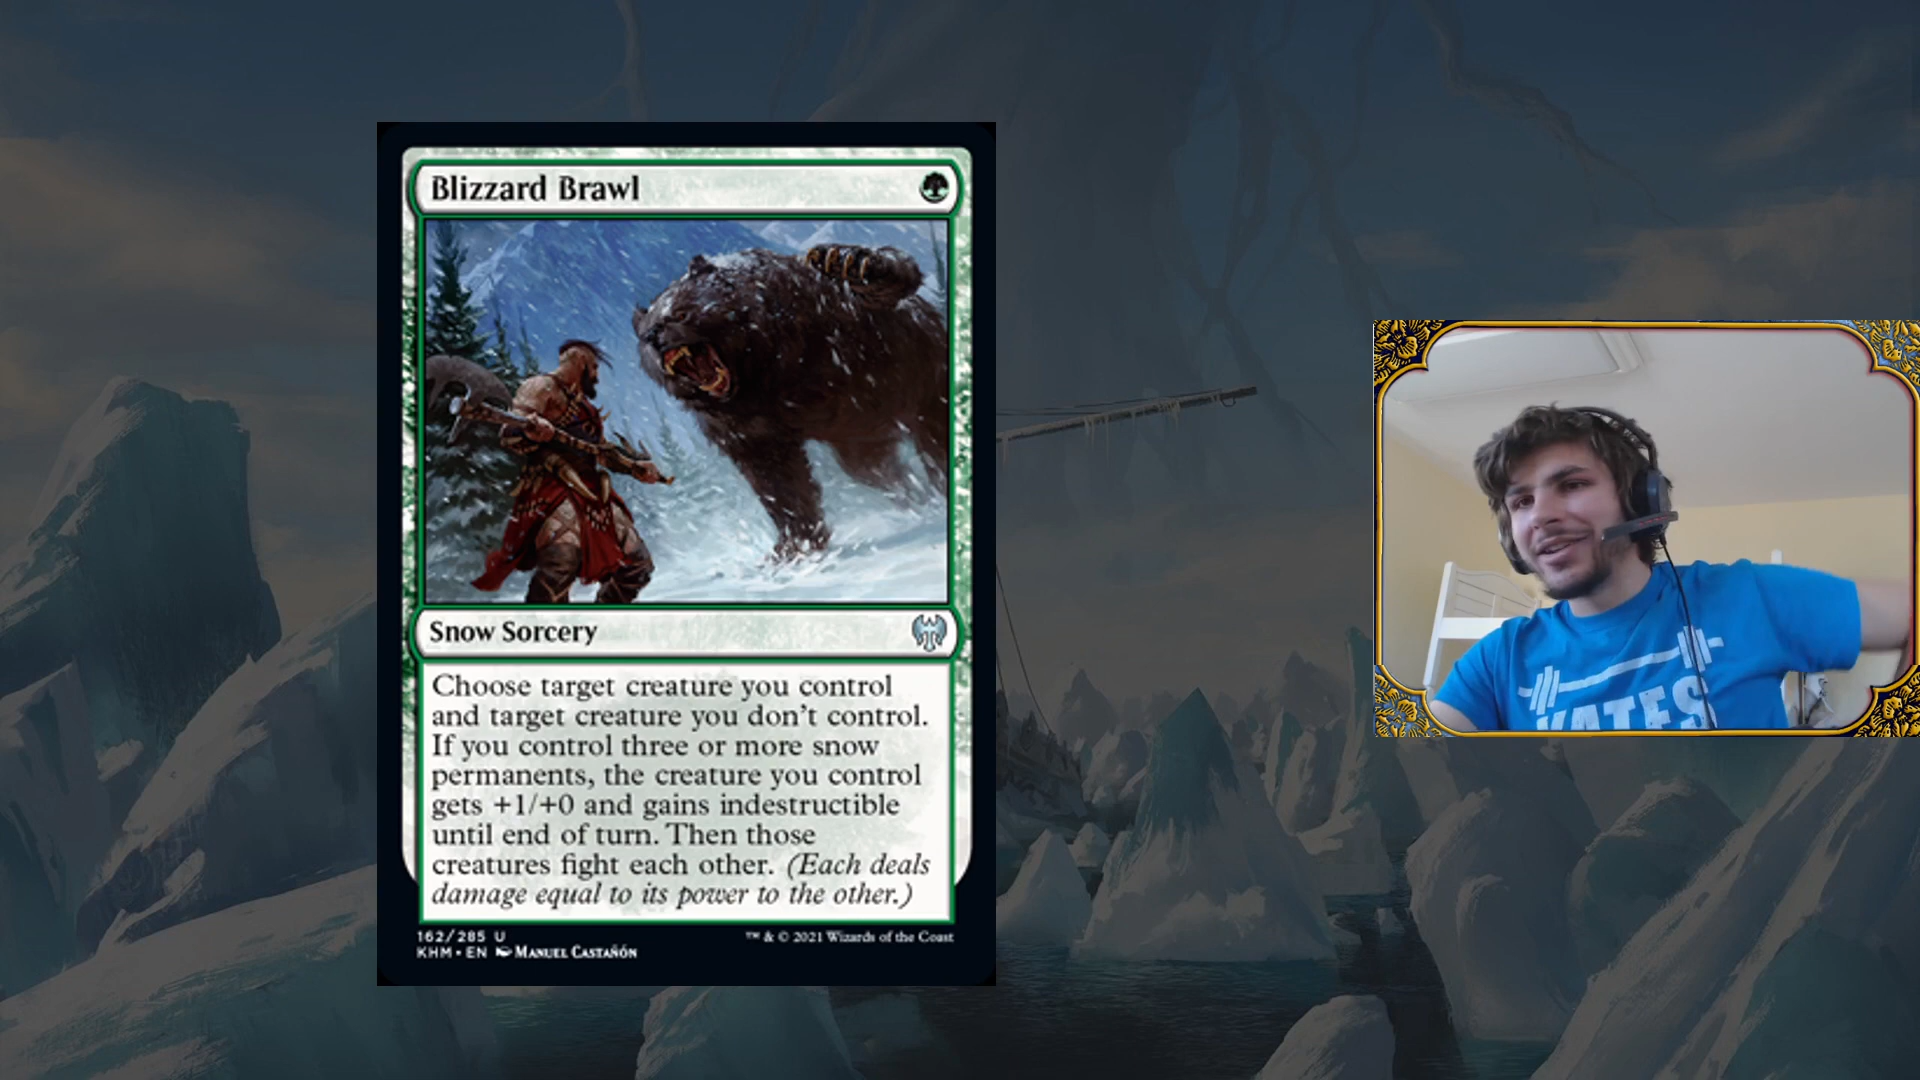 Blizzard Brawl
Snow Sorcery
Choose target creature you control
and target creature you don't control.
If you control three or more snow
permanents, the creature you control
gets +1/+0 and gains indestructible
until end of turn. Then those
creatures fight each other. (Each deals
damage equal to its power to the other.)
162/285 U
™ & © 2021 Wizards of the Coast
KHM • EN Manuel Castañón